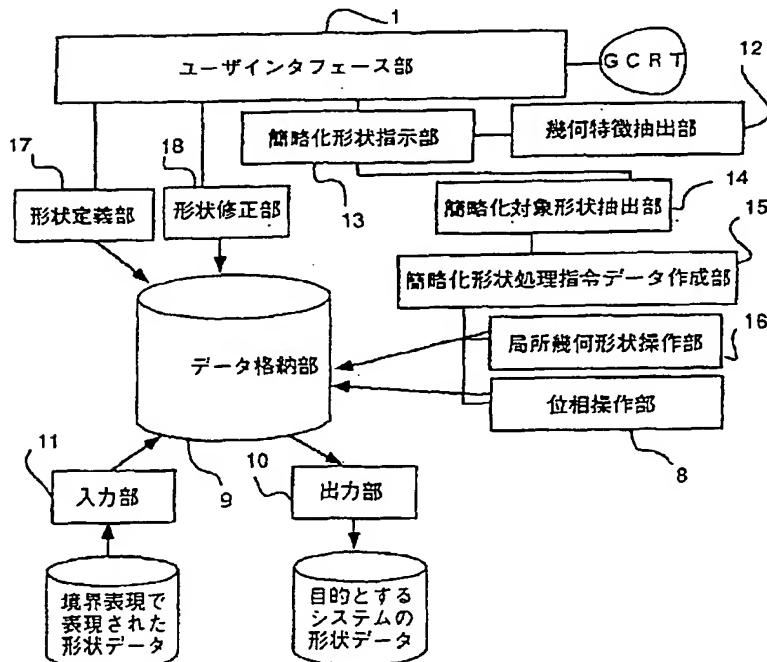 1
ユーザインタフェース部
GCRT
12
簡略化形状指示部
幾何特徴抽出部
17
18
13
14
形状定義部
形状修正部
簡略化対象形状抽出部
15
簡略化形状処理指令データ作成部
16
局所幾何形状操作部
データ格納部
位相操作部
11
9
10
8
入力部
出力部
境界表現で
表現された
形状データ
目的とする
システムの
形状データ